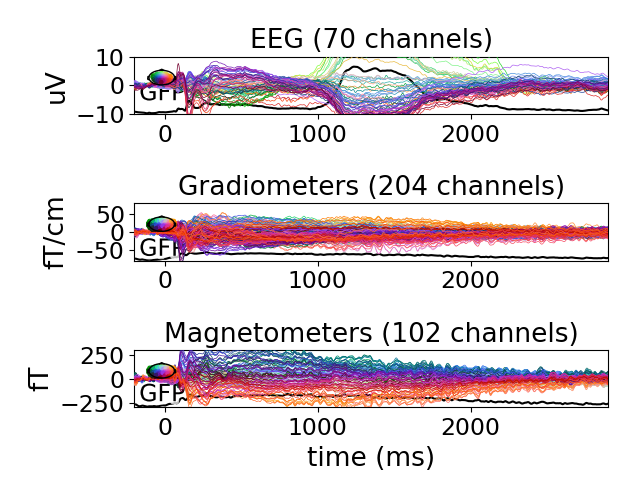 EEG (70 channels)
10
0
−10
uV
GFP
0
1000
2000
Gradiometers (204 channels)
50
0
−50
fT/cm
GFP
0
1000
2000
Magnetometers (102 channels)
250
0
−250
fT
GFP
0
1000
2000
time (ms)